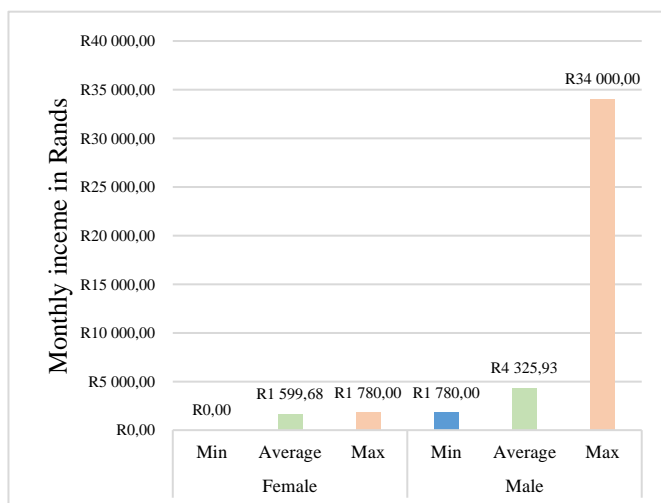 Monthly inceme in Rands
R40 000,00
R35 000,00
R30 000,00
R25 000,00
R20 000,00
R15 000,00
R10 000,00
R5 000,00
R0,00
R0,00
R1 599,68
R1 780,00
R1 780,00
R4 325,93
R34 000,00
Min Average Max Min Average Max
Female Male